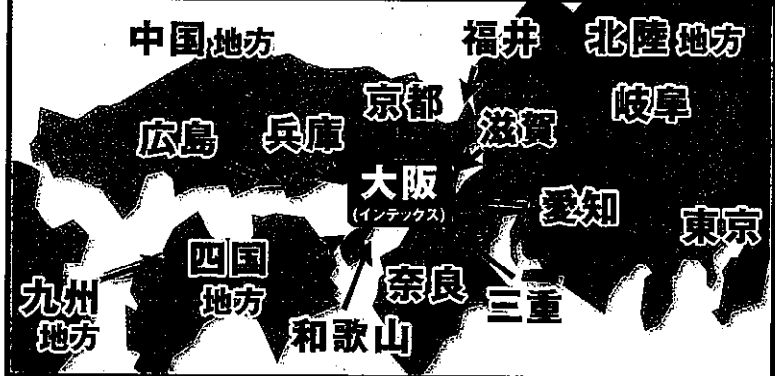 中国地方
福井
北陸地方
京都
岐阜
広島
兵庫
滋賀
大阪
(インテックス)
愛知
東京
四国
地方
九州
地方
奈良
三重
和歌山